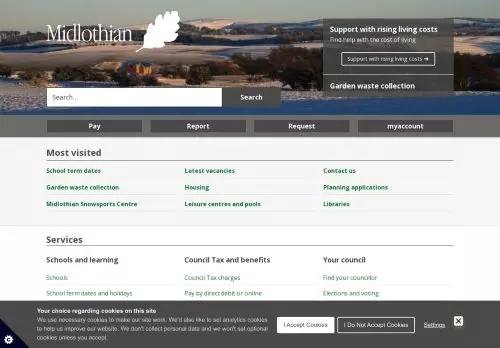 Midlothian
Support with rising living costs
Find help with the cost of living
Support with rising living costs ➔
Garden waste collection
Search...
Search
Pay
Report
Request
myaccount
Most visited
School term dates
Latest vacancies
Contact us
Garden waste collection
Housing
Planning applications
Midlothian Snowsports Centre
Leisure centres and pools
Libraries
Services
Schools and learning
Council Tax and benefits
Your council
Schools
Council Tax charges
Find your councillor
School term dates and holidays
Pay by direct debit or online
Elections and voting
Your choice regarding cookies on this site
We use necessary cookies to make our site work. We'd also like to set analytics cookies
to help us improve our website. We don't collect personal data and we won't set optional
cookies unless you accept.
I Accept Cookies
I Do Not Accept Cookies
Settings